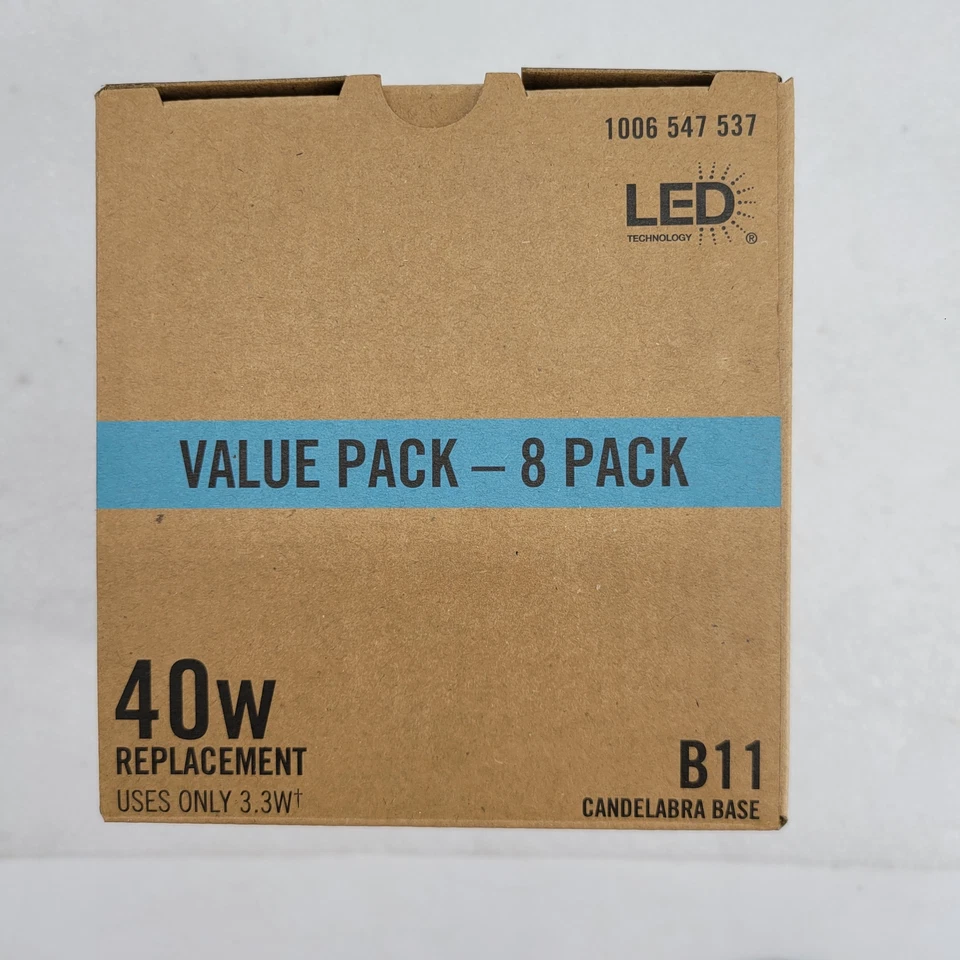 1006 547 537
LED
TECHNOLOGY ®
VALUE PACK – 8 PACK
40W
REPLACEMENT
USES ONLY 3.3W†
B11
CANDELABRA BASE